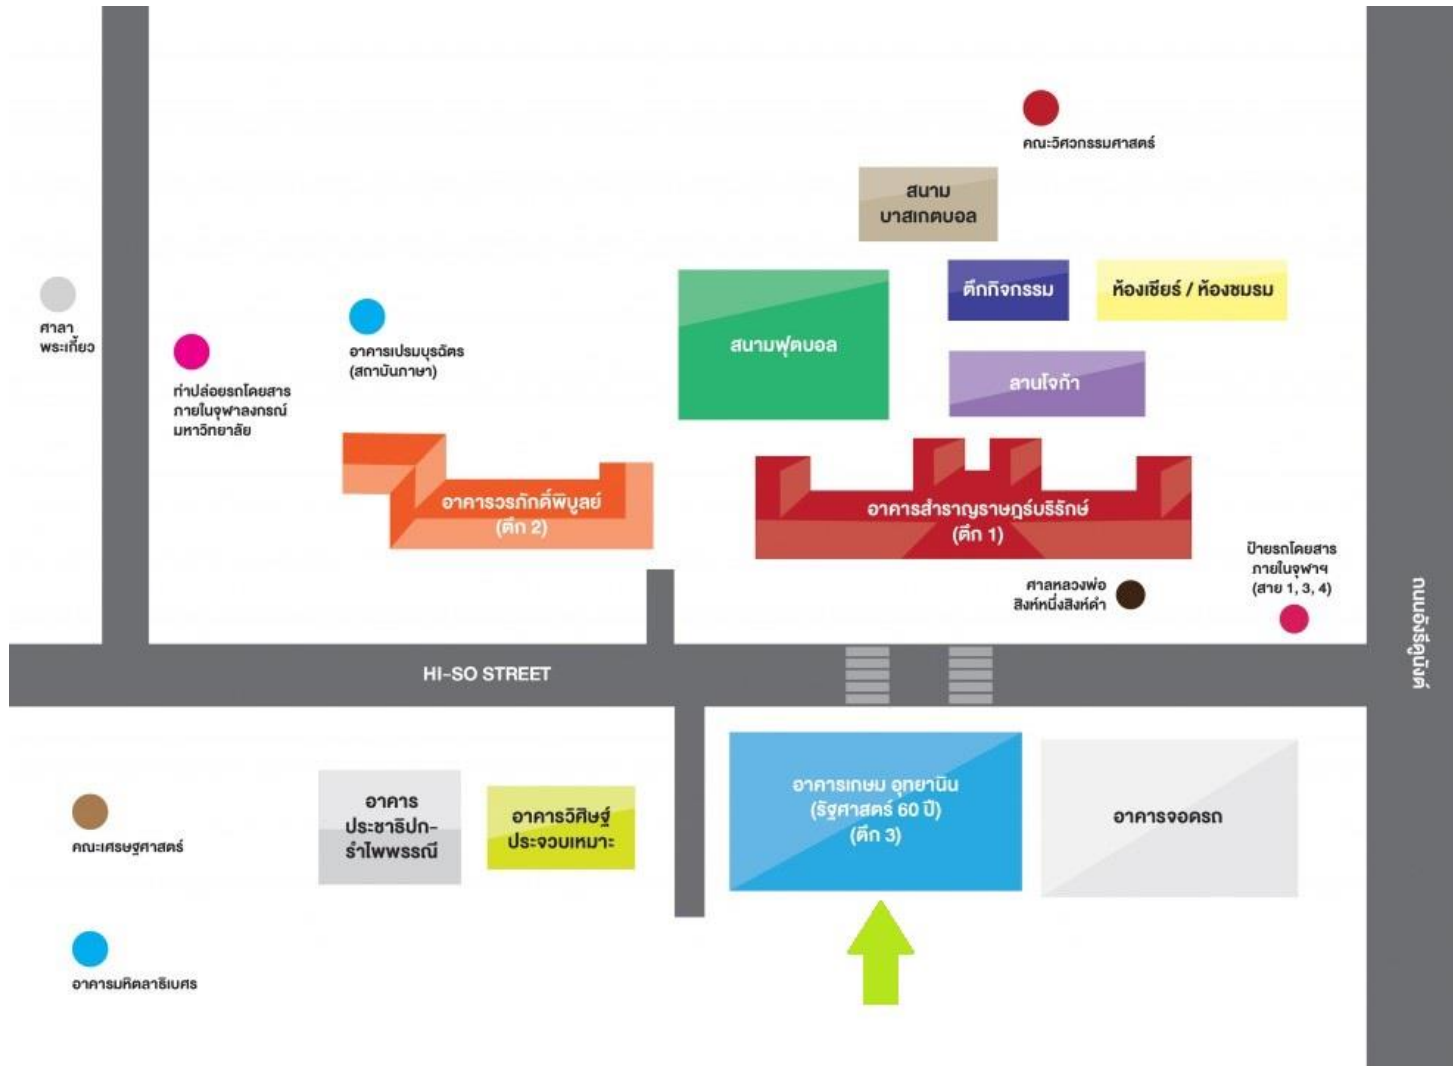 คณะวิศวกรรมศาสตร์
สนาม
บาสเกตบอล
ตึกกิจกรรม
ห้องเชียร์ / ห้องชมรม
ศาลา
พระเกี้ยว
อาคารเปรมบุรฉัตร
(สถาบันภาษา)
สนามฟุตบอล
ลานโจก้า
ท่าปล่อยรถโดยสาร
ภายในจุฬาลงกรณ์
มหาวิทยาลัย
อาคารวรภักดิ์พิบูลย์
(ตึก 2)
อาคารสำราญราษฎร์บริรักษ์
(ตึก 1)
ป้ายรถโดยสาร
ภายในจุฬาฯ
(สาย 1, 3, 4)
ศาลหลวงพ่อ
สิงห์หนึ่งสิงห์ดำ
ถนนอังรีดูนังต์
HI-SO STREET
อาคาร
ประชาธิปก-
รำไพพรรณี
อาคารวิศิษฐ์
ประจวบเหมาะ
อาคารเกษม อุทยานิน
(รัฐศาสตร์ 60 ปี)
(ตึก 3)
อาคารจอดรถ
คณะเศรษฐศาสตร์
อาคารมหิตลาธิเบศร